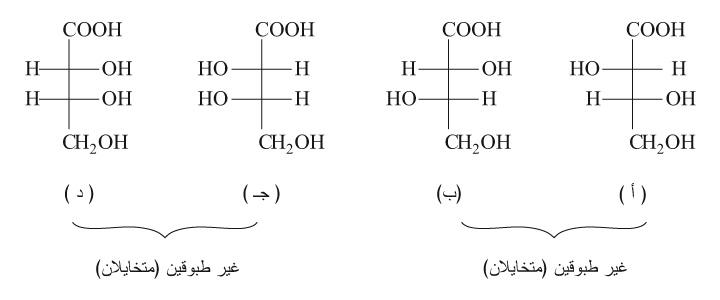 COOH COOH COOH COOH
H OH HO H H OH HO H
H OH HO H HO H H OH
CH₂OH CH₂OH CH₂OH CH₂OH
( أ ) (ب) ( جـ ) ( د )
غير طبوقين (متخايلان) غير طبوقين (متخايلان)